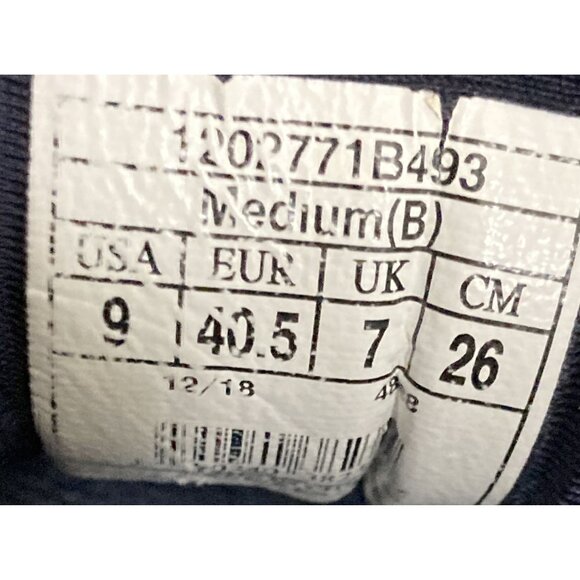 1202771B493
Medium(B)
USA EUR UK CM
9 40.5 7 26
12/18